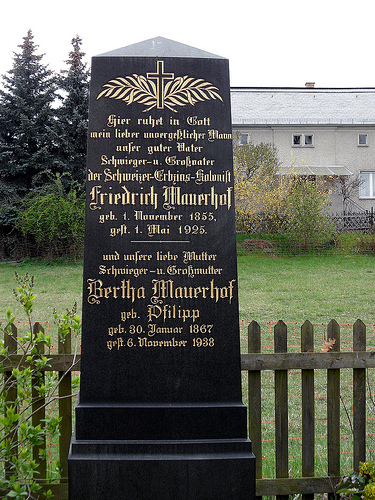 Hier ruhet in Gott
mein lieber unvergeßlicher Mann
unser guter Vater
Schwieger-u. Großvater
der Schweizer-Erbzins-Kolonist
Friedrich Mauerhof
geb. 1. November 1855,
gest. 1. Mai 1925.
und unsere liebe Mutter
Schwieger-u. Großmutter
Bertha Mauerhof
geb. Pfilipp
geb. 30. Januar 1867
gest. 6. November 1938